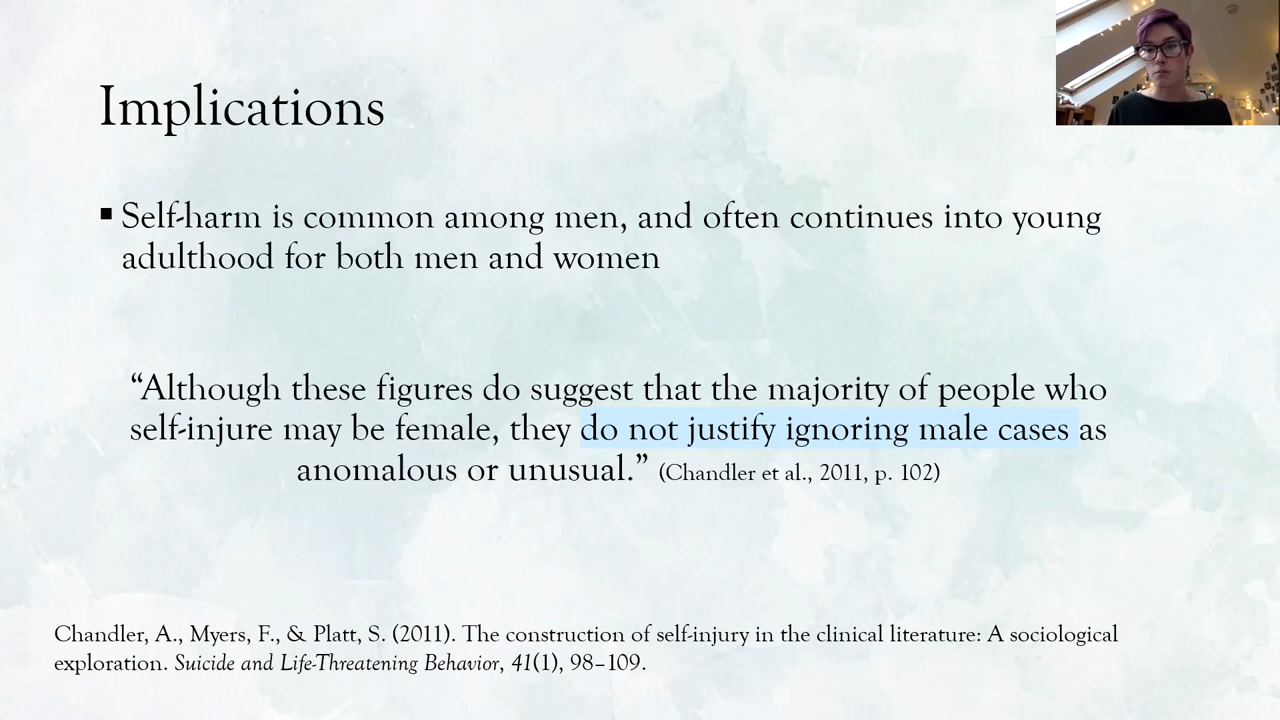 Implications
▪ Self-harm is common among men, and often continues into young
adulthood for both men and women
“Although these figures do suggest that the majority of people who
self-injure may be female, they do not justify ignoring male cases as
anomalous or unusual.” (Chandler et al., 2011, p. 102)
Chandler, A., Myers, F., & Platt, S. (2011). The construction of self-injury in the clinical literature: A sociological
exploration. Suicide and Life-Threatening Behavior, 41(1), 98–109.